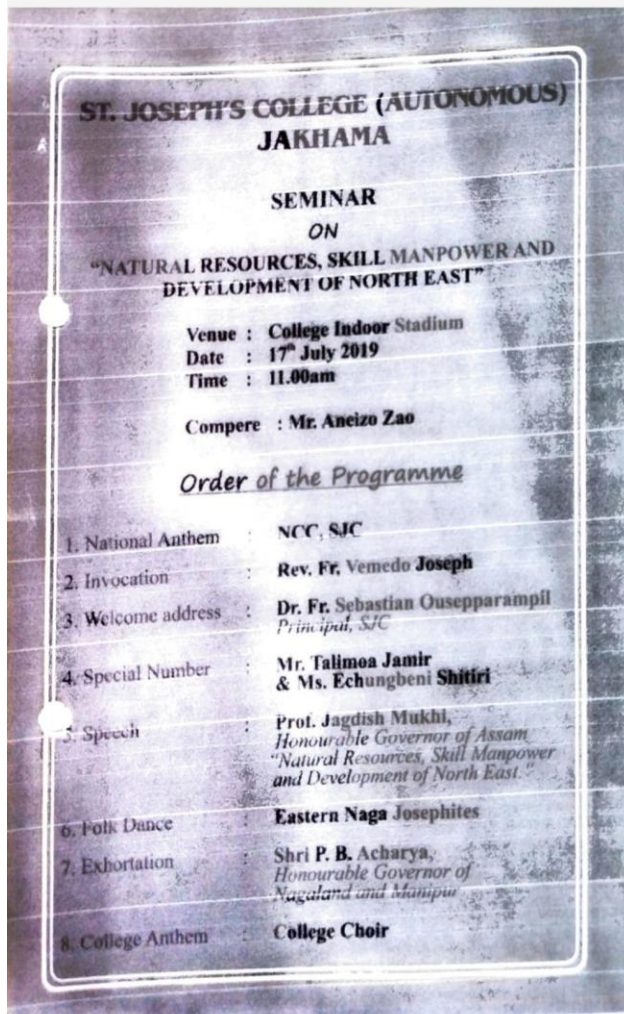 ST. JOSEPH'S COLLEGE (AUTONOMOUS)
JAKHAMA
SEMINAR
ON
"NATURAL RESOURCES, SKILL MANPOWER AND
DEVELOPMENT OF NORTH EAST"
Venue : College Indoor Stadium
Date : 17th July 2019
Time : 11.00am
Compere : Mr. Aneizo Zao
Order of the Programme
1. National Anthem : NCC, SJC
2. Invocation : Rev. Fr. Vemedo Joseph
3. Welcome address : Dr. Fr. Sebastian Ousepparampil
Principal, SJC
4. Special Number : Mr. Talimoa Jamir
& Ms. Echungbeni Shitiri
5. Speech : Prof. Jagdish Mukhi,
Honourable Governor of Assam
"Natural Resources, Skill Manpower
and Development of North East."
6. Folk Dance : Eastern Naga Josephites
7. Exhortation : Shri P. B. Acharya,
Honourable Governor of
Nagaland and Manipur
8. College Anthem : College Choir